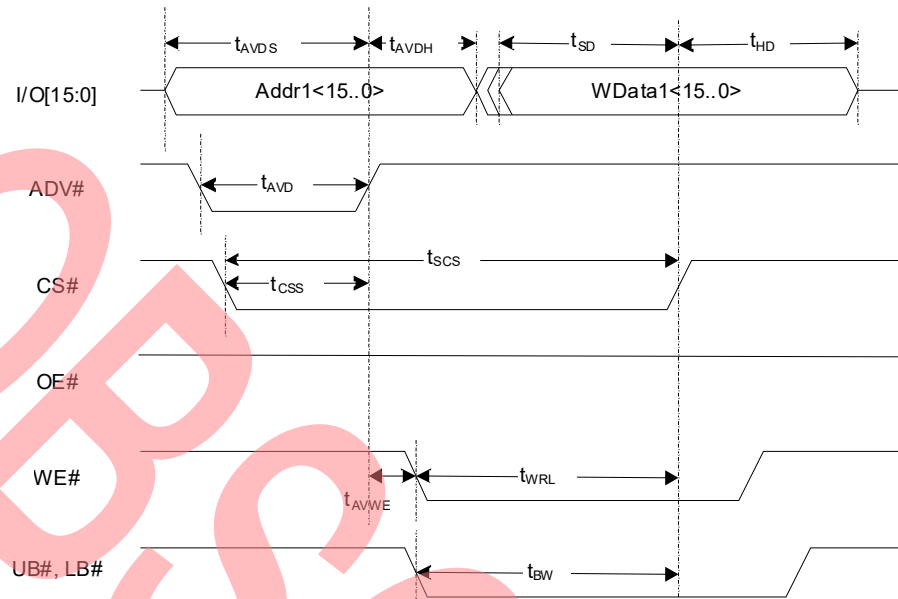 tAVDS tAVDH tSD tHD
I/O[15:0] Addr1<15..0> WData1<15..0>
ADV# tAVD
tSCS
CS# tCSS
OE#
WE# tWRL
tAVWE
UB#, LB# tBW